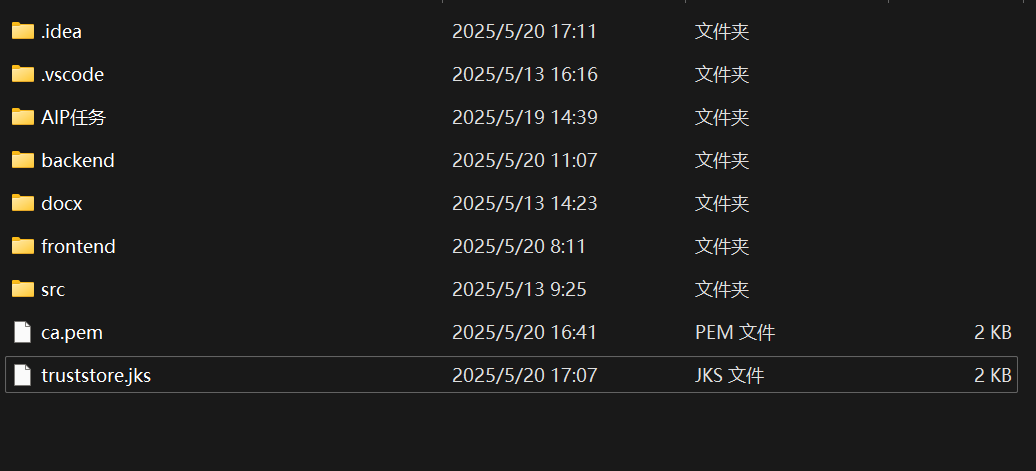 .idea 2025/5/20 17:11 文件夹
.vscode 2025/5/13 16:16 文件夹
AIP任务 2025/5/19 14:39 文件夹
backend 2025/5/20 11:07 文件夹
docx 2025/5/13 14:23 文件夹
frontend 2025/5/20 8:11 文件夹
src 2025/5/13 9:25 文件夹
ca.pem 2025/5/20 16:41 PEM 文件 2 KB
truststore.jks 2025/5/20 17:07 JKS 文件 2 KB